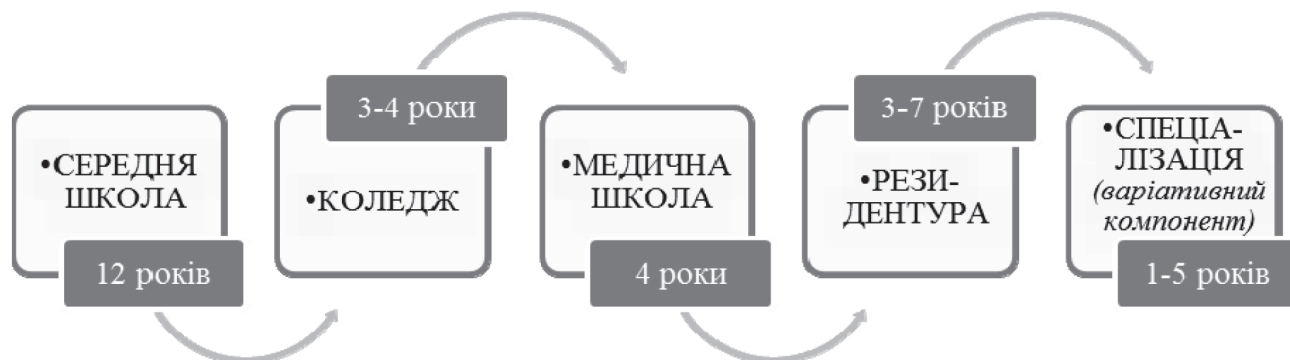 •СЕРЕДНЯ
ШКОЛА
12 років
3-4 роки
•КОЛЕДЖ
•МЕДИЧНА
ШКОЛА
4 роки
3-7 років
•РЕЗИ-
ДЕНТУРА
•СПЕЦІА-
ЛІЗАЦІЯ
(варіативний
компонент)
1-5 років